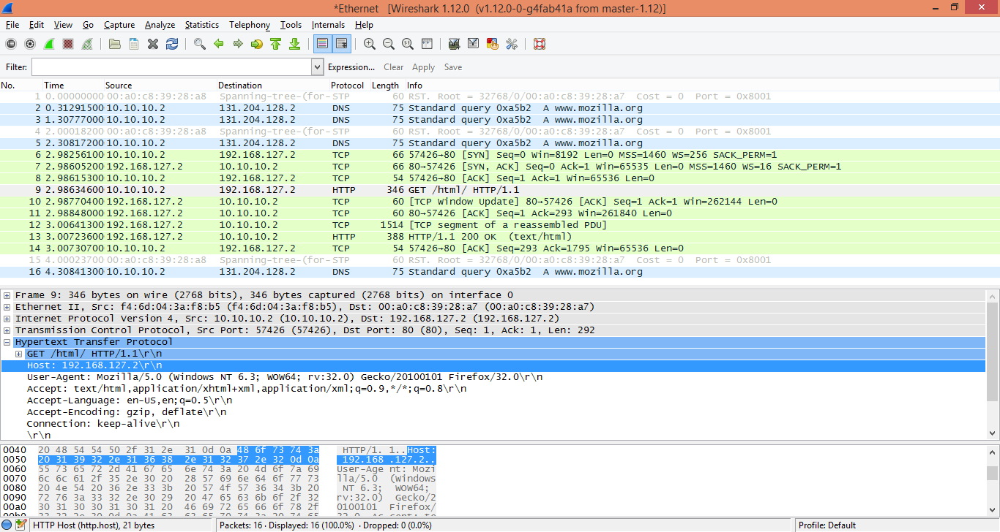 *Ethernet [Wireshark 1.12.0 (v1.12.0-0-g4fab41a from master-1.12)]
File Edit View Go Capture Analyze Statistics Telephony Tools Internals Help
Filter: Expression... Clear Apply Save
No. Time Source Destination Protocol Length Info
1 0.00000000 00:a0:c8:39:28:a8 Spanning-tree-(for- STP 60 RST. Root = 32768/0/00:a0:c8:39:28:a7 Cost = 0 Port = 0x8001
2 0.31291500 10.10.10.2 131.204.128.2 DNS 75 Standard query 0xa5b2 A www.mozilla.org
3 1.30777000 10.10.10.2 131.204.128.2 DNS 75 Standard query 0xa5b2 A www.mozilla.org
4 2.00018200 00:a0:c8:39:28:a8 Spanning-tree-(for- STP 60 RST. Root = 32768/0/00:a0:c8:39:28:a7 Cost = 0 Port = 0x8001
5 2.30817200 10.10.10.2 131.204.128.2 DNS 75 Standard query 0xa5b2 A www.mozilla.org
6 2.98256100 10.10.10.2 192.168.127.2 TCP 66 57426→80 [SYN] Seq=0 Win=8192 Len=0 MSS=1460 WS=256 SACK_PERM=1
7 2.98605200 192.168.127.2 10.10.10.2 TCP 66 80→57426 [SYN, ACK] Seq=0 Ack=1 Win=65535 Len=0 MSS=1460 WS=16 SACK_PERM=1
8 2.98615300 10.10.10.2 192.168.127.2 TCP 54 57426→80 [ACK] Seq=1 Ack=1 Win=65536 Len=0
9 2.98634600 10.10.10.2 192.168.127.2 HTTP 346 GET /html/ HTTP/1.1
10 2.98770400 192.168.127.2 10.10.10.2 TCP 60 [TCP Window Update] 80→57426 [ACK] Seq=1 Ack=1 Win=262144 Len=0
11 2.98848000 192.168.127.2 10.10.10.2 TCP 60 80→57426 [ACK] Seq=1 Ack=293 Win=261840 Len=0
12 3.00641300 192.168.127.2 10.10.10.2 TCP 1514 [TCP segment of a reassembled PDU]
13 3.00723600 192.168.127.2 10.10.10.2 HTTP 388 HTTP/1.1 200 OK (text/html)
14 3.00730700 10.10.10.2 192.168.127.2 TCP 54 57426→80 [ACK] Seq=293 Ack=1795 Win=65536 Len=0
15 4.00023700 00:a0:c8:39:28:a8 Spanning-tree-(for- STP 60 RST. Root = 32768/0/00:a0:c8:39:28:a7 Cost = 0 Port = 0x8001
16 4.30841300 10.10.10.2 131.204.128.2 DNS 75 Standard query 0xa5b2 A www.mozilla.org
Frame 9: 346 bytes on wire (2768 bits), 346 bytes captured (2768 bits) on interface 0
Ethernet II, Src: f4:6d:04:3a:f8:b5 (f4:6d:04:3a:f8:b5), Dst: 00:a0:c8:39:28:a7 (00:a0:c8:39:28:a7)
Internet Protocol Version 4, Src: 10.10.10.2 (10.10.10.2), Dst: 192.168.127.2 (192.168.127.2)
Transmission Control Protocol, Src Port: 57426 (57426), Dst Port: 80 (80), Seq: 1, Ack: 1, Len: 292
Hypertext Transfer Protocol
GET /html/ HTTP/1.1\r\n
Host: 192.168.127.2\r\n
User-Agent: Mozilla/5.0 (Windows NT 6.3; WOW64; rv:32.0) Gecko/20100101 Firefox/32.0\r\n
Accept: text/html,application/xhtml+xml,application/xml;q=0.9,*/*;q=0.8\r\n
Accept-Language: en-US,en;q=0.5\r\n
Accept-Encoding: gzip, deflate\r\n
Connection: keep-alive\r\n
\r\n
0040 20 48 54 54 50 2f 31 2e 31 0d 0a 48 6f 73 74 3a HTTP/1. 1..Host:
0050 20 31 39 32 2e 31 36 38 2e 31 32 37 2e 32 0d 0a 192.168 .127.2..
0060 55 73 65 72 2d 41 67 65 6e 74 3a 20 4d 6f 7a 69 User-Age nt: Mozi
0070 6c 6c 61 2f 35 2e 30 20 28 57 69 6e 64 6f 77 73 lla/5.0 (Windows
0080 20 4e 54 20 36 2e 33 3b 20 57 4f 57 36 34 3b 20 NT 6.3; WOW64;
0090 72 76 3a 33 32 2e 30 29 20 47 65 63 6b 6f 2f 32 rv:32.0) Gecko/2
00a0 30 31 30 30 31 30 31 20 46 69 72 65 66 6f 78 2f 0100101 Firefox/
HTTP Host (http.host), 21 bytes Packets: 16 · Displayed: 16 (100.0%) · Dropped: 0 (0.0%) Profile: Default